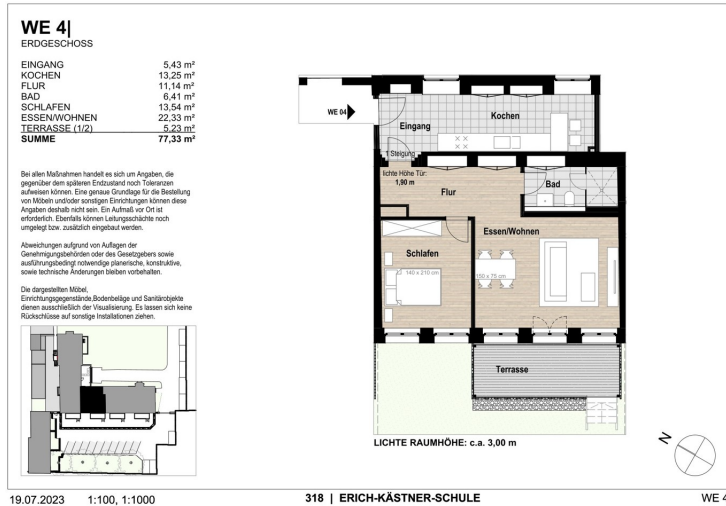 WE 4|
ERDGESCHOSS
EINGANG 5,43 m²
KOCHEN 13,25 m²
FLUR 11,14 m²
BAD 6,41 m²
SCHLAFEN 13,54 m²
ESSEN/WOHNEN 22,33 m²
TERRASSE (1/2) 5,23 m²
SUMME 77,33 m²
Bei allen Maßnahmen handelt es sich um Angaben, die
gegenüber dem späteren Endzustand noch Toleranzen
aufweisen können. Eine genaue Grundlage für die Bestellung
von Möbeln und/oder sonstigen Einrichtungen können diese
Angaben deshalb nicht sein. Ein Aufmaß vor Ort ist
erforderlich. Ebenfalls können Leitungsschächte noch
umgelegt bzw. zusätzlich eingebaut werden.
Abweichungen aufgrund von Auflagen der
Genehmigungsbehörden oder des Gesetzgebers sowie
ausführungsbedingt notwendige planerische, konstruktive,
sowie technische Änderungen bleiben vorbehalten.
Die dargestellten Möbel,
Einrichtungsgegenstände,Bodenbeläge und Sanitärobjekte
dienen ausschließlich der Visualisierung. Es lassen sich keine
Rückschlüsse auf sonstige Installationen ziehen.
WE 04
Eingang
Kochen
1 Steigung
lichte Höhe Tür:
1,90 m
Flur
Bad
Essen/Wohnen
Schlafen
140 x 210 cm
150 x 75 cm
Terrasse
LICHTE RAUMHÖHE: c.a. 3,00 m
N
19.07.2023 1:100, 1:1000 318 | ERICH-KÄSTNER-SCHULE WE 4